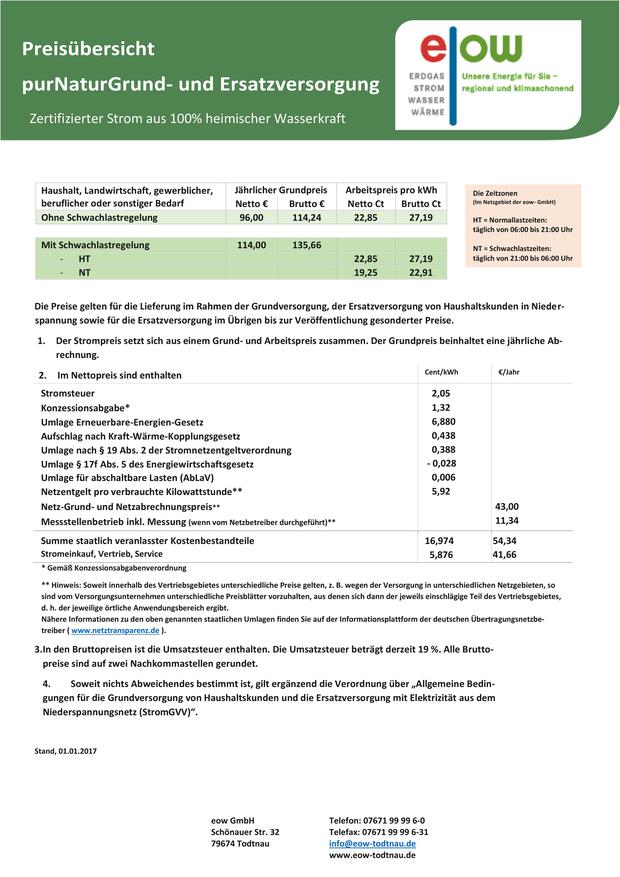 Preisübersicht
purNaturGrund- und Ersatzversorgung
Zertifizierter Strom aus 100% heimischer Wasserkraft
e|ow
ERDGAS
STROM
WASSER
WÄRME
Unsere Energie für Sie –
regional und klimaschonend
Haushalt, Landwirtschaft, gewerblicher, Jährlicher Grundpreis Arbeitspreis pro kWh
beruflicher oder sonstiger Bedarf Netto € Brutto € Netto Ct Brutto Ct
Ohne Schwachlastregelung 96,00 114,24 22,85 27,19
Mit Schwachlastregelung 114,00 135,66
- HT 22,85 27,19
- NT 19,25 22,91
Die Zeitzonen
(Im Netzgebiet der eow- GmbH)
HT = Normallastzeiten:
täglich von 06:00 bis 21:00 Uhr
NT = Schwachlastzeiten:
täglich von 21:00 bis 06:00 Uhr
Die Preise gelten für die Lieferung im Rahmen der Grundversorgung, der Ersatzversorgung von Haushaltskunden in Nieder-
spannung sowie für die Ersatzversorgung im Übrigen bis zur Veröffentlichung gesonderter Preise.
1. Der Strompreis setzt sich aus einem Grund- und Arbeitspreis zusammen. Der Grundpreis beinhaltet eine jährliche Ab-
rechnung.
2. Im Nettopreis sind enthalten Cent/kWh €/Jahr
Stromsteuer 2,05
Konzessionsabgabe* 1,32
Umlage Erneuerbare-Energien-Gesetz 6,880
Aufschlag nach Kraft-Wärme-Kopplungsgesetz 0,438
Umlage nach § 19 Abs. 2 der Stromnetzentgeltverordnung 0,388
Umlage § 17f Abs. 5 des Energiewirtschaftsgesetz - 0,028
Umlage für abschaltbare Lasten (AbLaV) 0,006
Netzentgelt pro verbrauchte Kilowattstunde** 5,92
Netz-Grund- und Netzabrechnungspreis** 43,00
Messstellenbetrieb inkl. Messung (wenn vom Netzbetreiber durchgeführt)** 11,34
Summe staatlich veranlasster Kostenbestandteile 16,974 54,34
Stromeinkauf, Vertrieb, Service 5,876 41,66
* Gemäß Konzessionsabgabenverordnung
** Hinweis: Soweit innerhalb des Vertriebsgebietes unterschiedliche Preise gelten, z. B. wegen der Versorgung in unterschiedlichen Netzgebieten, so
sind vom Versorgungsunternehmen unterschiedliche Preisblätter vorzuhalten, aus denen sich dann der jeweils einschlägige Teil des Vertriebsgebietes,
d. h. der jeweilige örtliche Anwendungsbereich ergibt.
Nähere Informationen zu den oben genannten staatlichen Umlagen finden Sie auf der Informationsplattform der deutschen Übertragungsnetzbe-
treiber ( www.netztransparenz.de ).
3.In den Bruttopreisen ist die Umsatzsteuer enthalten. Die Umsatzsteuer beträgt derzeit 19 %. Alle Brutto-
preise sind auf zwei Nachkommastellen gerundet.
4. Soweit nichts Abweichendes bestimmt ist, gilt ergänzend die Verordnung über „Allgemeine Bedin-
gungen für die Grundversorgung von Haushaltskunden und die Ersatzversorgung mit Elektrizität aus dem
Niederspannungsnetz (StromGVV)“.
Stand, 01.01.2017
eow GmbH
Schönauer Str. 32
79674 Todtnau
Telefon: 07671 99 99 6-0
Telefax: 07671 99 99 6-31
info@eow-todtnau.de
www.eow-todtnau.de